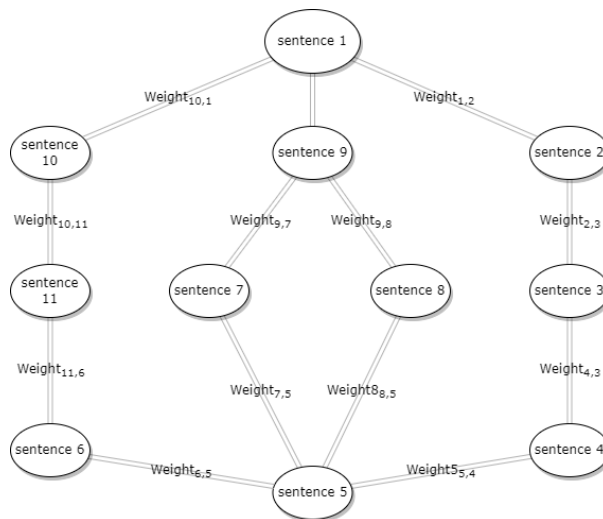 sentence 1
Weight10,1
Weight1,2
sentence
10
sentence 9
sentence 2
Weight10,11
Weight9,7
Weight9,8
Weight2,3
sentence
11
sentence 7
sentence 8
sentence 3
Weight11,6
Weight7,5
Weight88,5
Weight4,3
sentence 6
Weight6,5
Weight55,4
sentence 4
sentence 5